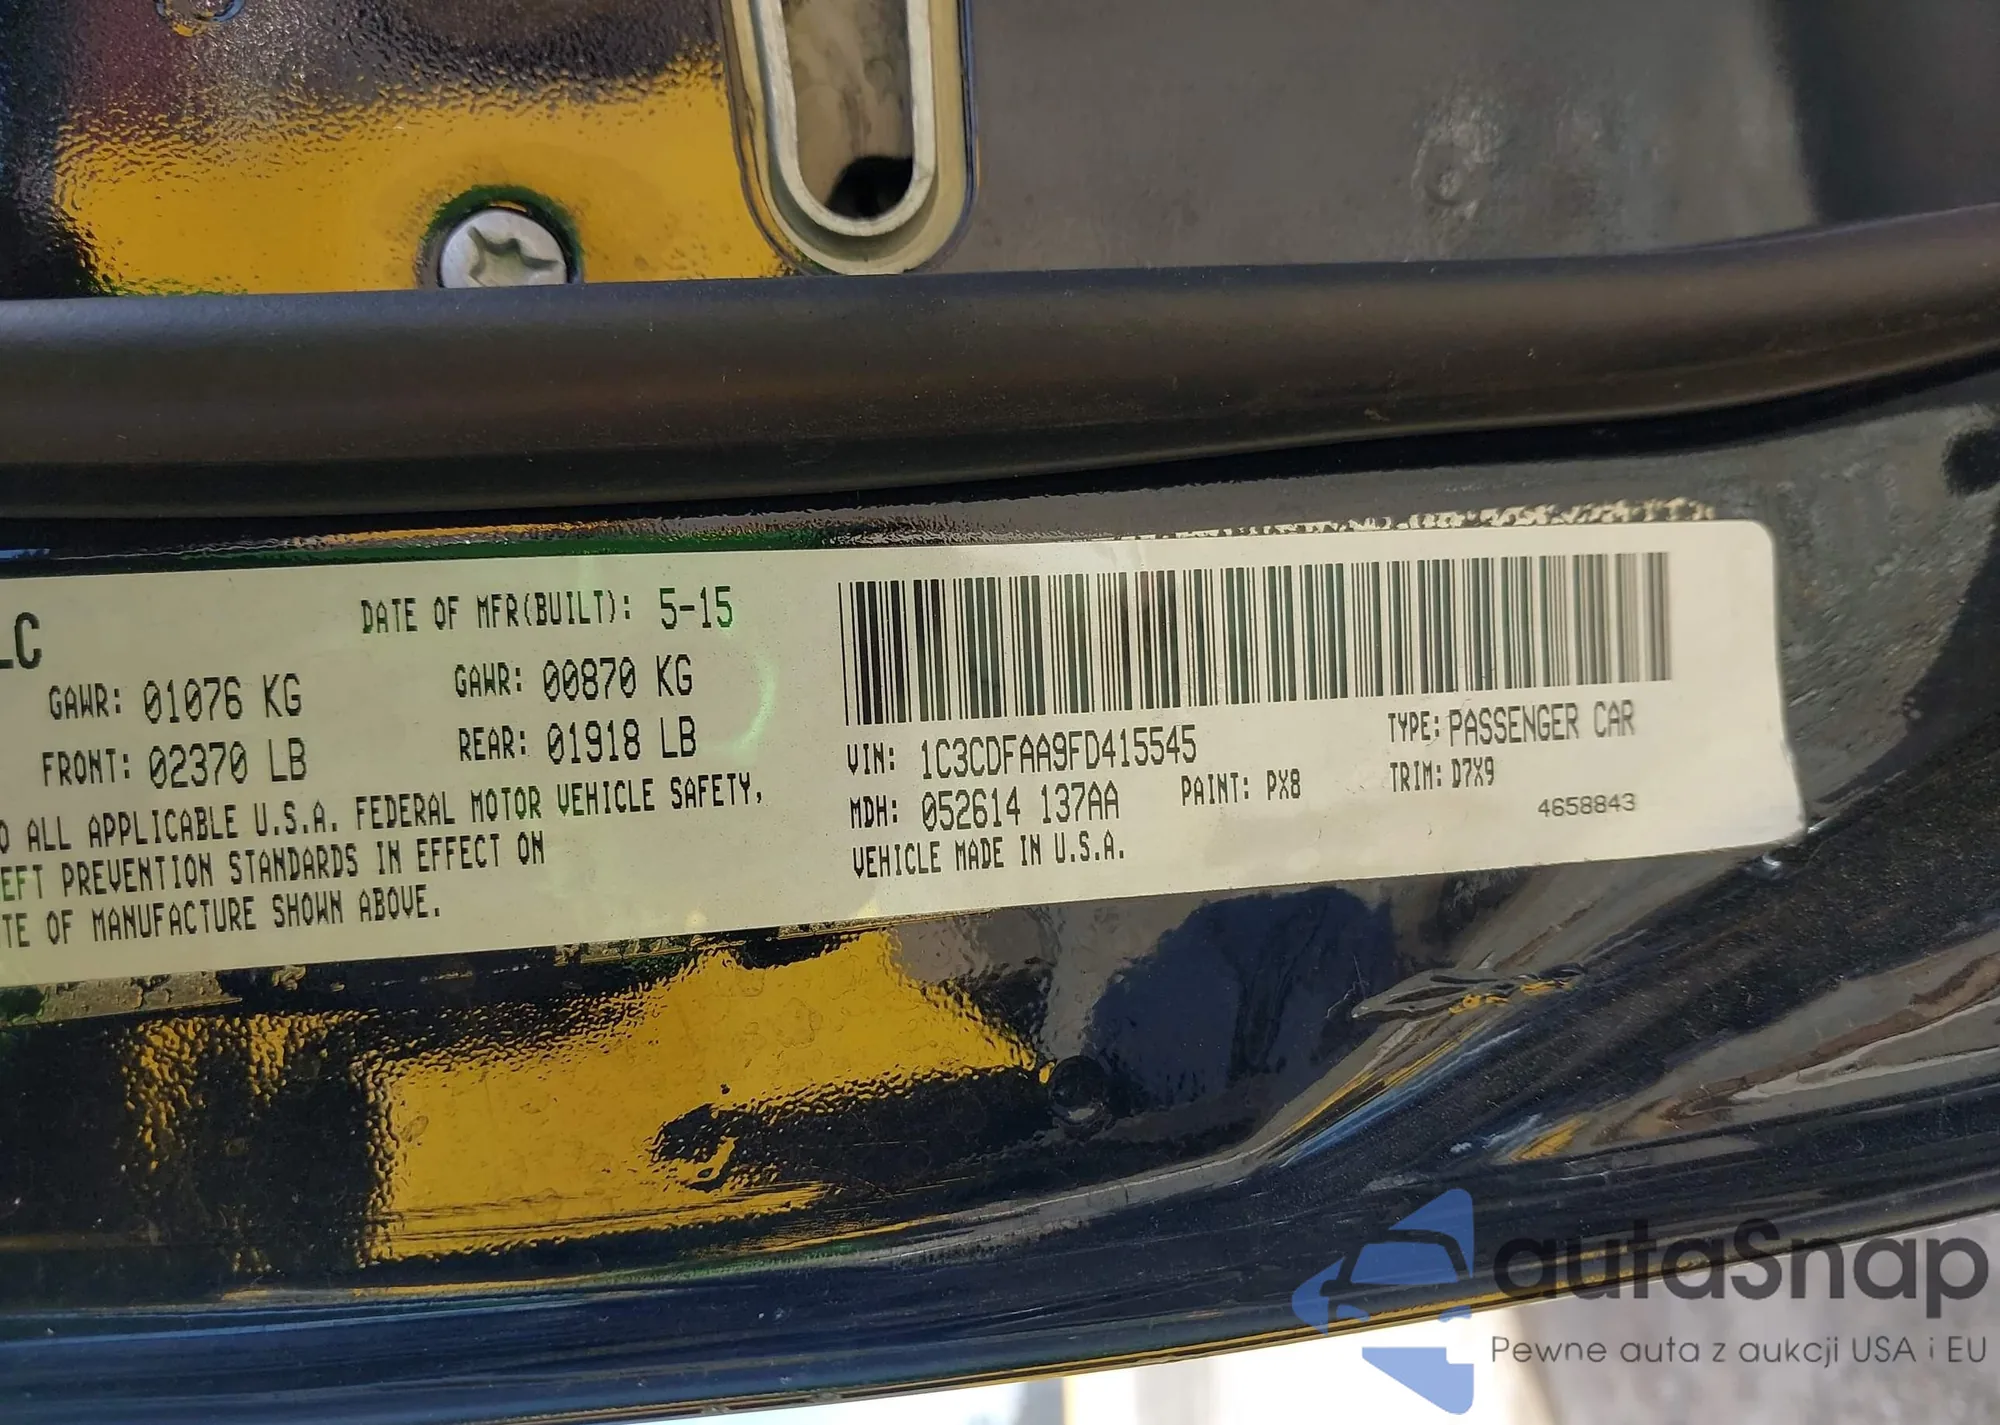 LC
DATE OF MFR(BUILT): 5-15
GAWR: 01076 KG GAWR: 00870 KG
FRONT: 02370 LB REAR: 01918 LB
O ALL APPLICABLE U.S.A. FEDERAL MOTOR VEHICLE SAFETY,
EFT PREVENTION STANDARDS IN EFFECT ON
TE OF MANUFACTURE SHOWN ABOVE.
VIN: 1C3CDFAA9FD415545 TYPE: PASSENGER CAR
MDH: 052614 137AA PAINT: PX8 TRIM: D7X9
VEHICLE MADE IN U.S.A. 4658843
autaSnap
Pewne auta z aukcji USA i EU